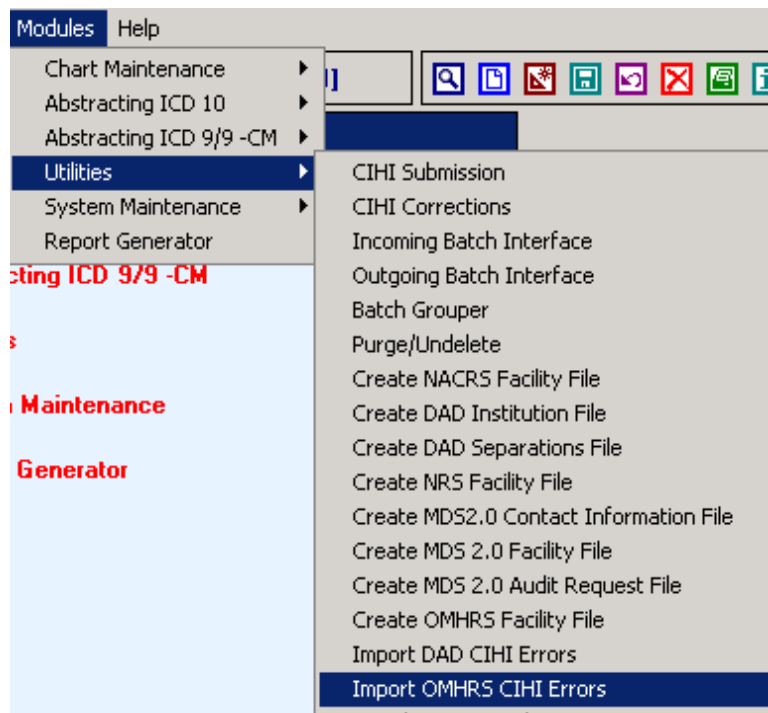 Modules Help
Chart Maintenance
Abstracting ICD 10
Abstracting ICD 9/9 -CM
Utilities
System Maintenance
Report Generator
cting ICD 9/9 -CM
s
Maintenance
Generator
CIHI Submission
CIHI Corrections
Incoming Batch Interface
Outgoing Batch Interface
Batch Grouper
Purge/Undelete
Create NACRS Facility File
Create DAD Institution File
Create DAD Separations File
Create NRS Facility File
Create MDS2.0 Contact Information File
Create MDS 2.0 Facility File
Create MDS 2.0 Audit Request File
Create OMHRS Facility File
Import DAD CIHI Errors
Import OMHRS CIHI Errors